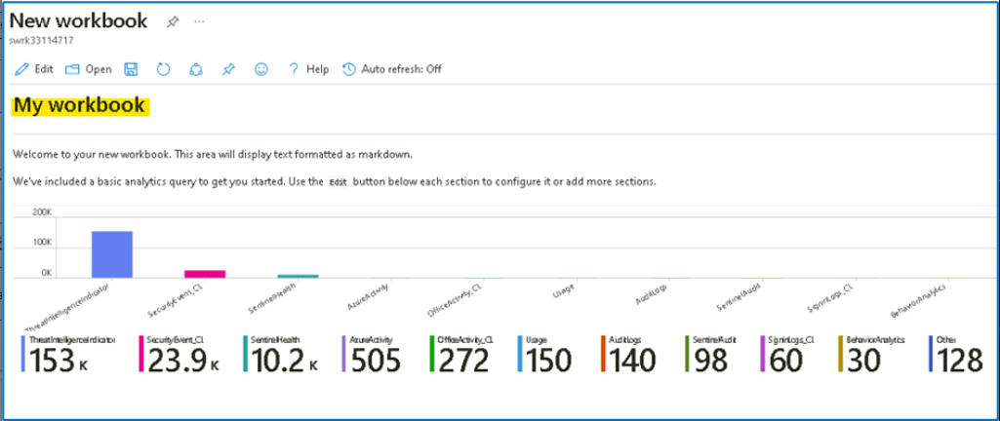 New workbook
swrk33114717
Edit Open Help Auto refresh: Off
My workbook
Welcome to your new workbook. This area will display text formatted as markdown.
We've included a basic analytics query to get you started. Use the Edit button below each section to configure it or add more sections.
200K
100K
0K
ThreatIntelligenceIndicator SecurityEvent_CL SentinelHealth AzureActivity OfficeActivity_CL Usage AuditLogs SentinelAudit SigninLogs_CL BehaviorAnalytics
ThreatIntelligenceIndicator SecurityEvent_CL SentinelHealth AzureActivity OfficeActivity_CL Usage AuditLogs SentinelAudit SigninLogs_CL BehaviorAnalytics Other
153 K 23.9 K 10.2 K 505 272 150 140 98 60 30 128